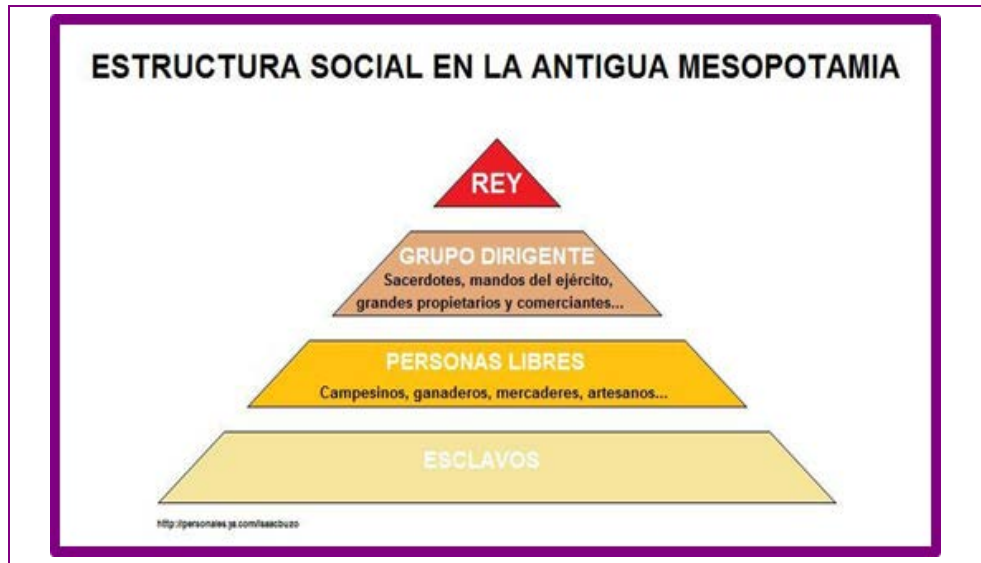 ESTRUCTURA SOCIAL EN LA ANTIGUA MESOPOTAMIA
REY
GRUPO DIRIGENTE
Sacerdotes, mandos del ejército,
grandes propietarios y comerciantes...
PERSONAS LIBRES
Campesinos, ganaderos, mercaderes, artesanos...
ESCLAVOS
http://personales.ya.com/isaacbuzo